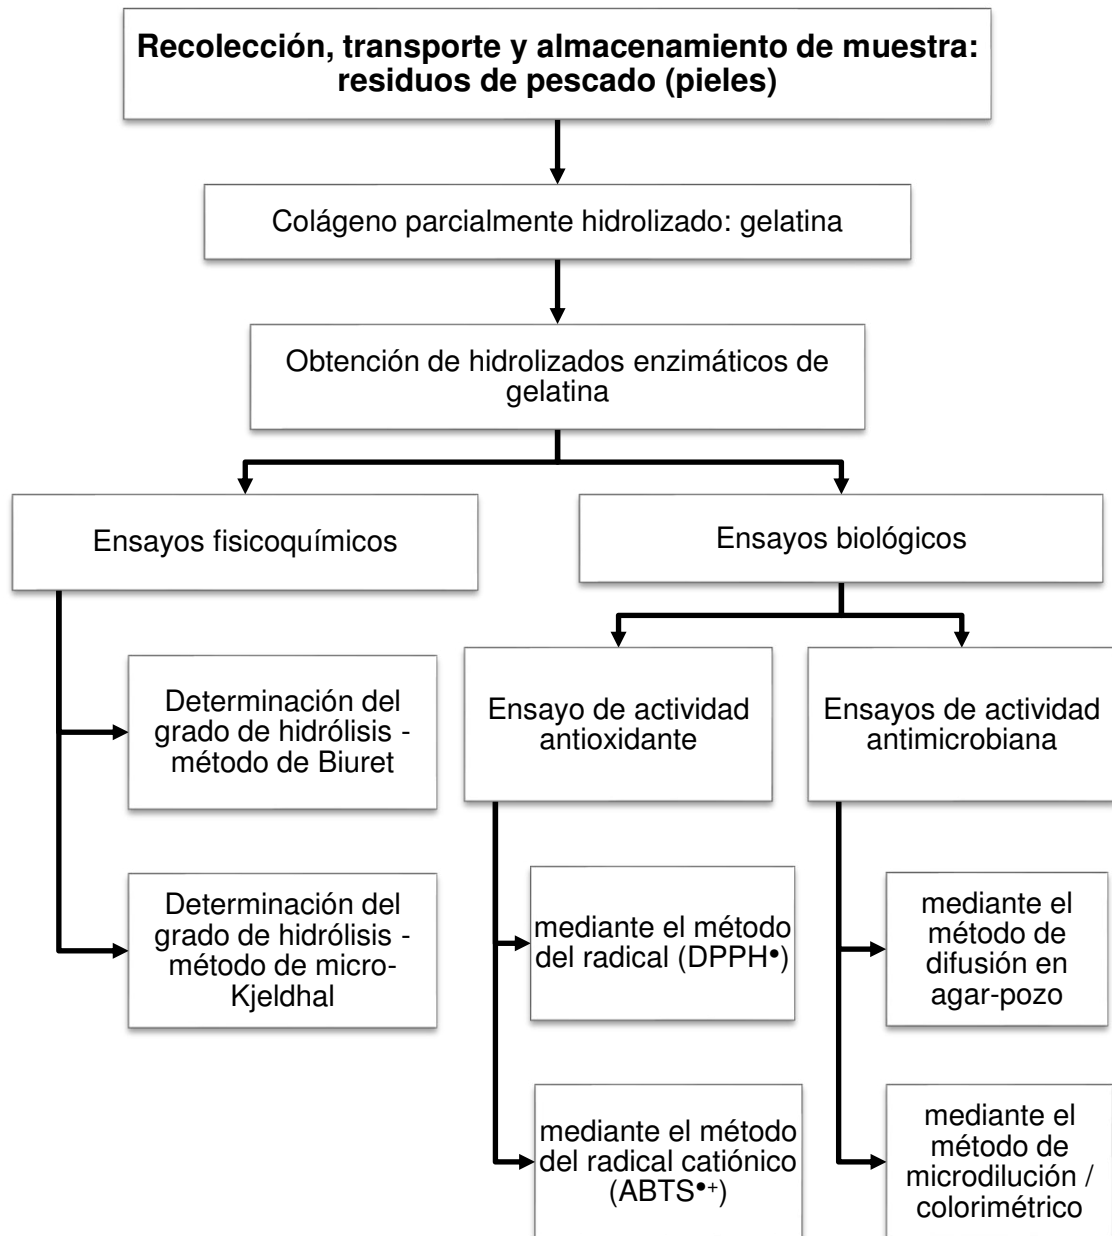 Recolección, transporte y almacenamiento de muestra:
residuos de pescado (pieles)
Colágeno parcialmente hidrolizado: gelatina
Obtención de hidrolizados enzimáticos de
gelatina
Ensayos fisicoquímicos
Ensayos biológicos
Determinación del
grado de hidrólisis -
método de Biuret
Determinación del
grado de hidrólisis -
método de micro-
Kjeldhal
Ensayo de actividad
antioxidante
mediante el método
del radical (DPPH•)
mediante el método
del radical catiónico
(ABTS•+)
Ensayos de actividad
antimicrobiana
mediante el
método de
difusión en
agar-pozo
mediante el
método de
microdilución /
colorimétrico